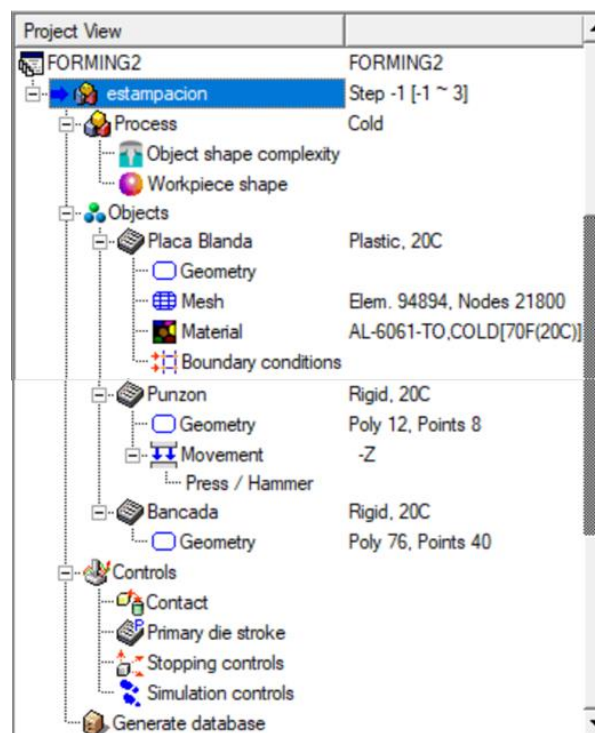 Project View
FORMING2 FORMING2
estampacion Step -1 [-1 ~ 3]
Process Cold
Object shape complexity
Workpiece shape
Objects
Placa Blanda Plastic, 20C
Geometry
Mesh Elem. 94894, Nodes 21800
Material AL-6061-TO,COLD[70F(20C)]
Boundary conditions
Punzon Rigid, 20C
Geometry Poly 12, Points 8
Movement -Z
Press / Hammer
Bancada Rigid, 20C
Geometry Poly 76, Points 40
Controls
Contact
Primary die stroke
Stopping controls
Simulation controls
Generate database